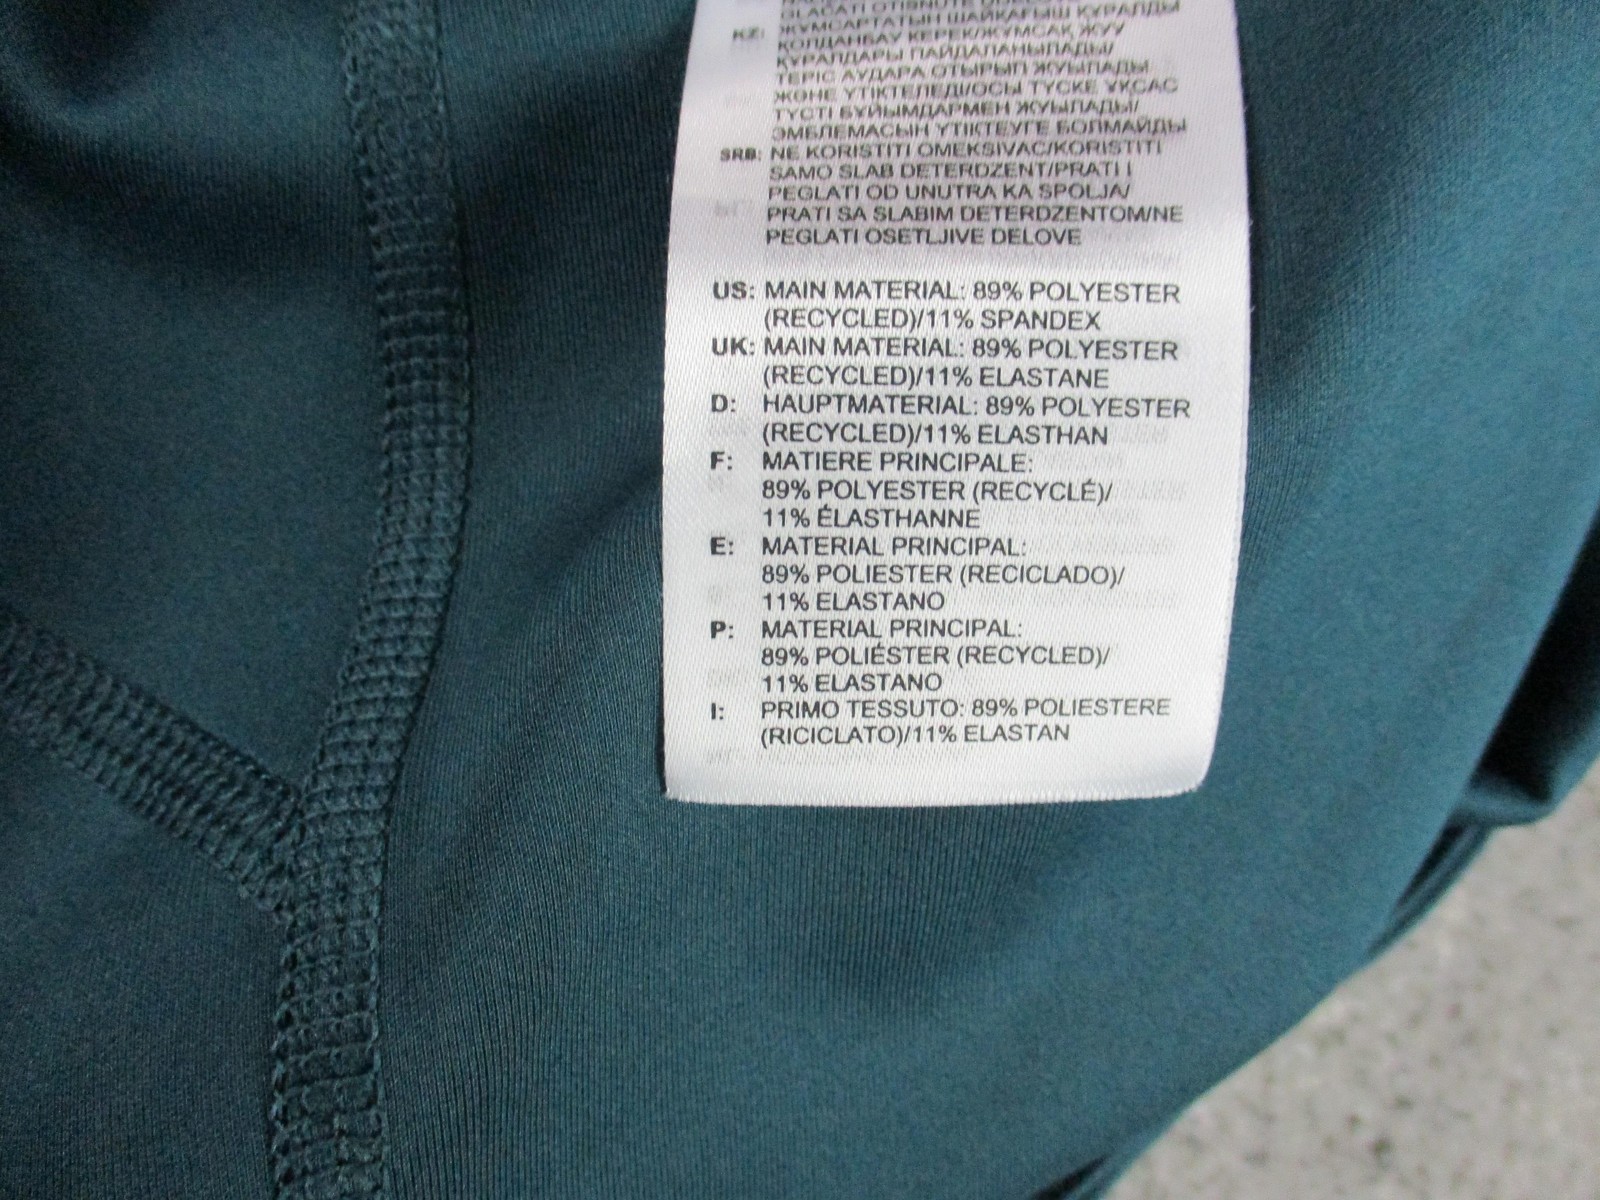 GLAČATI OTISNUTE DIJELOVE
KZ: ЖҰМСАРТАТЫН ШАЙҚАҒЫШ ҚҰРАЛДЫ
ҚОЛДАНБАУ КЕРЕК/ЖҰМСАҚ ЖУУ
ҚҰРАЛДАРЫ ПАЙДАЛАНЫЛАДЫ/
ТЕРІС АУДАРА ОТЫРЫП ЖУЫЛАДЫ
ЖӘНЕ ҮТІКТЕЛЕДІ/ОСЫ ТҮСКЕ ҰҚСАС
ТҮСТІ БҰЙЫМДАРМЕН ЖУЫЛАДЫ/
ЭМБЛЕМАСЫН ҮТІКТЕУГЕ БОЛМАЙДЫ
SRB: NE KORISTITI OMEKSIVAC/KORISTITI
SAMO SLAB DETERDZENT/PRATI I
PEGLATI OD UNUTRA KA SPOLJA/
PRATI SA SLABIM DETERDZENTOM/NE
PEGLATI OSETLJIVE DELOVE
US: MAIN MATERIAL: 89% POLYESTER
(RECYCLED)/11% SPANDEX
UK: MAIN MATERIAL: 89% POLYESTER
(RECYCLED)/11% ELASTANE
D: HAUPTMATERIAL: 89% POLYESTER
(RECYCLED)/11% ELASTHAN
F: MATIERE PRINCIPALE:
89% POLYESTER (RECYCLÉ)/
11% ÉLASTHANNE
E: MATERIAL PRINCIPAL:
89% POLIESTER (RECICLADO)/
11% ELASTANO
P: MATERIAL PRINCIPAL:
89% POLIÉSTER (RECYCLED)/
11% ELASTANO
I: PRIMO TESSUTO: 89% POLIESTERE
(RICICLATO)/11% ELASTAN